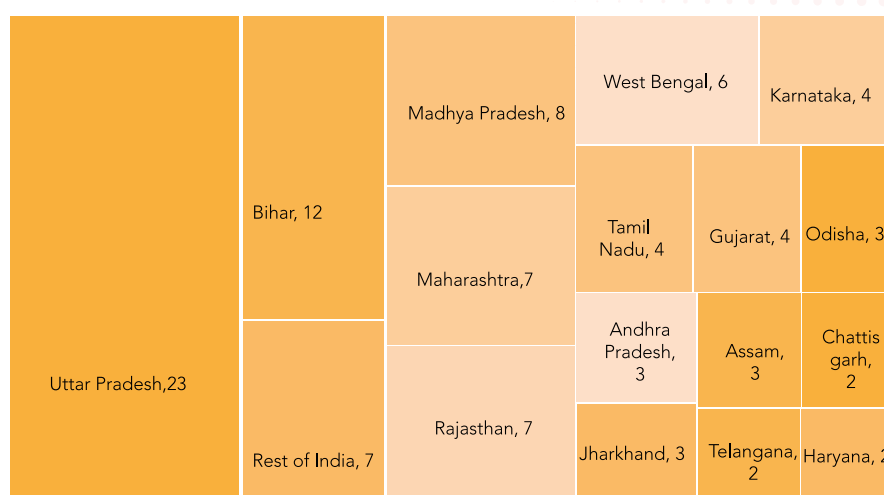 Uttar Pradesh,23
Bihar, 12
Rest of India, 7
Madhya Pradesh, 8
Maharashtra,7
Rajasthan, 7
West Bengal, 6
Karnataka, 4
Tamil
Nadu, 4
Gujarat, 4
Odisha, 3
Andhra
Pradesh,
3
Assam,
3
Chattis
garh,
2
Jharkhand, 3
Telangana,
2
Haryana, 2